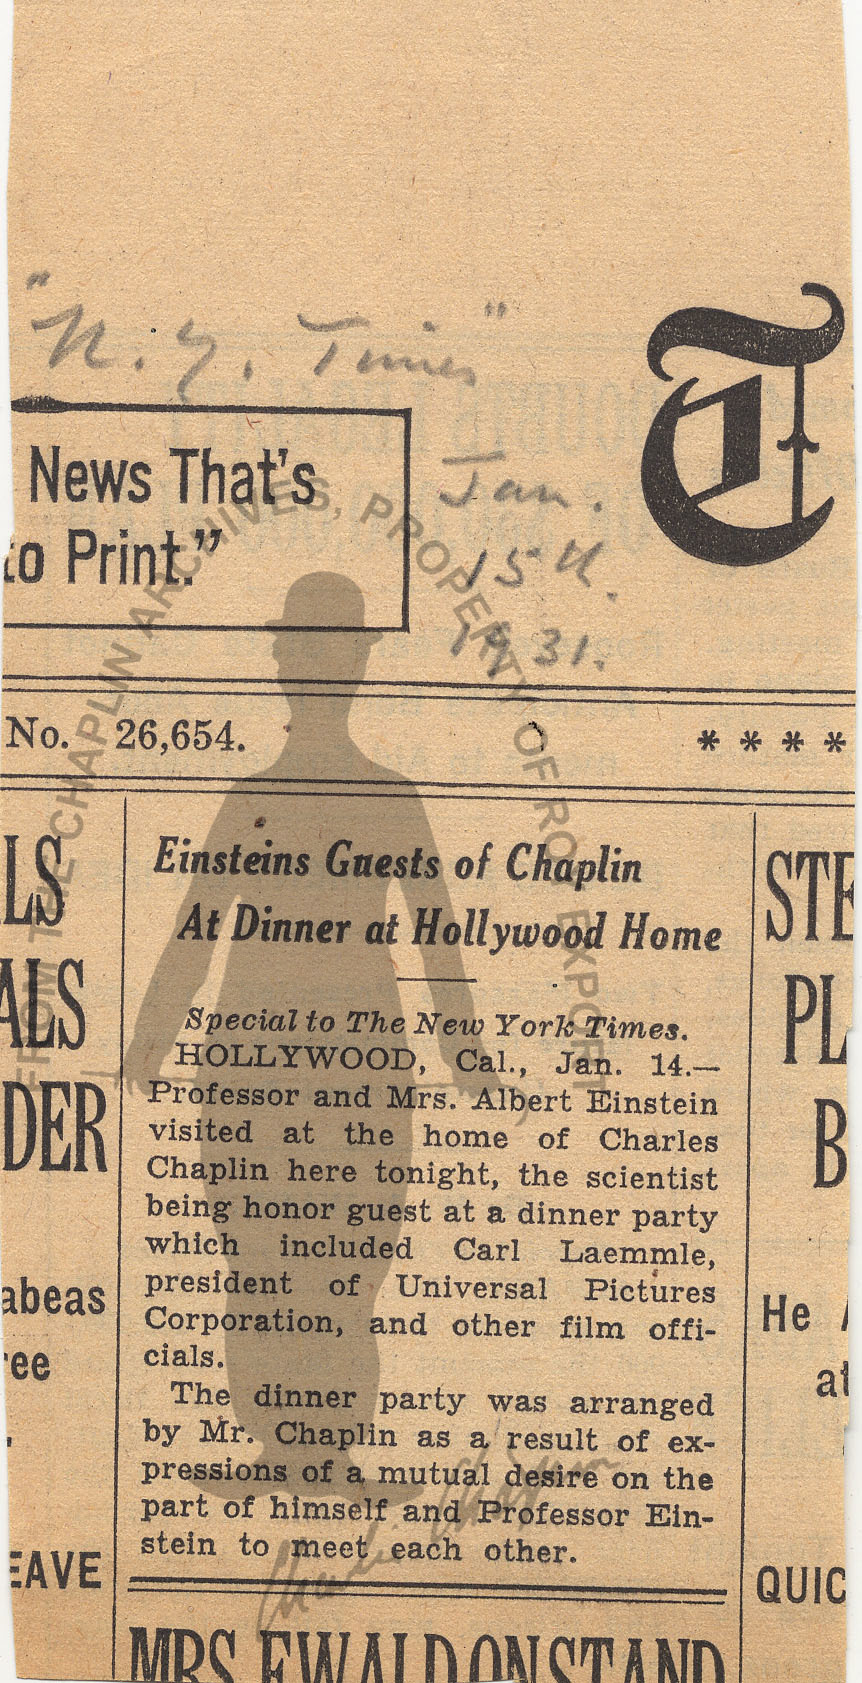 "N. Y. Times"
News That's
to Print."
Jan.
15th.
1931.
T
FROM THE CHAPLIN ARCHIVES, PROPERTY OF ROY EXPORT
No. 26,654.
* * * *
LS
ALS
DER
abeas
ree
EAVE
Einsteins Guests of Chaplin
At Dinner at Hollywood Home
Special to The New York Times.
HOLLYWOOD, Cal., Jan. 14.—
Professor and Mrs. Albert Einstein
visited at the home of Charles
Chaplin here tonight, the scientist
being honor guest at a dinner party
which included Carl Laemmle,
president of Universal Pictures
Corporation, and other film offi-
cials.
The dinner party was arranged
by Mr. Chaplin as a result of ex-
pressions of a mutual desire on the
part of himself and Professor Ein-
stein to meet each other.
Charlie Chaplin
MRS. EWALD ON STAND
STE
PL
B
He A
at
QUIC